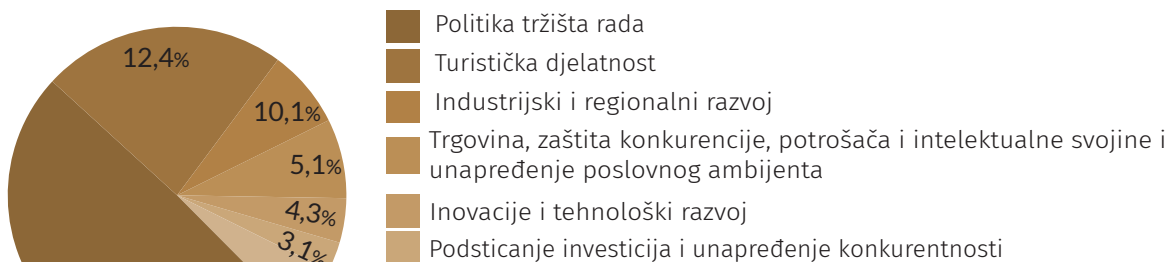 12,4%
10,1%
5,1%
4,3%
3,1%
Politika tržišta rada
Turistička djelatnost
Industrijski i regionalni razvoj
Trgovina, zaštita konkurencije, potrošača i intelektualne svojine i
unapređenje poslovnog ambijenta
Inovacije i tehnološki razvoj
Podsticanje investicija i unapređenje konkurentnosti